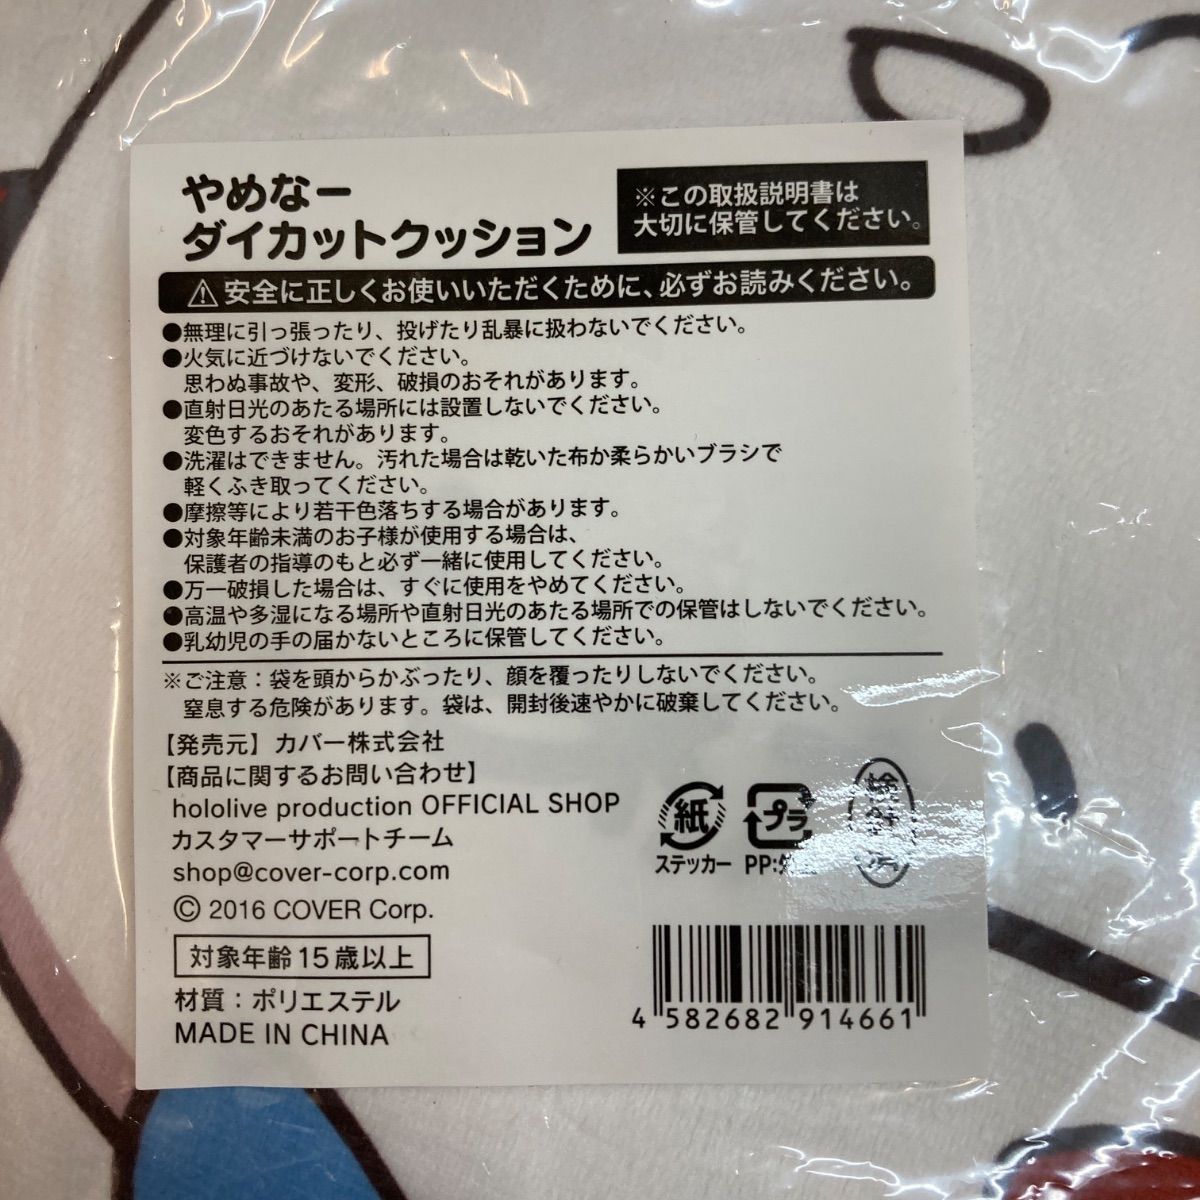 やめなー
ダイカットクッション
※この取扱説明書は
大切に保管してください。
⚠安全に正しくお使いいただくために、必ずお読みください。
●無理に引っ張ったり、投げたり乱暴に扱わないでください。
●火気に近づけないでください。
思わぬ事故や、変形、破損のおそれがあります。
●直射日光のあたる場所には設置しないでください。
変色するおそれがあります。
●洗濯はできません。汚れた場合は乾いた布か柔らかいブラシで
軽くふき取ってください。
●摩擦等により若干色落ちする場合があります。
●対象年齢未満のお子様が使用する場合は、
保護者の指導のもと必ず一緒に使用してください。
●万一破損した場合は、すぐに使用をやめてください。
●高温や多湿になる場所や直射日光のあたる場所での保管はしないでください。
●乳幼児の手の届かないところに保管してください。
※ご注意：袋を頭からかぶったり、顔を覆ったりしないでください。
窒息する危険があります。袋は、開封後速やかに破棄してください。
【発売元】カバー株式会社
【商品に関するお問い合わせ】
hololive production OFFICIAL SHOP
カスタマーサポートチーム
shop@cover-corp.com
© 2016 COVER Corp.
対象年齢15歳以上
材質：ポリエステル
MADE IN CHINA
紙
ステッカー
プラ
PP:
検針済
4 582682 914661